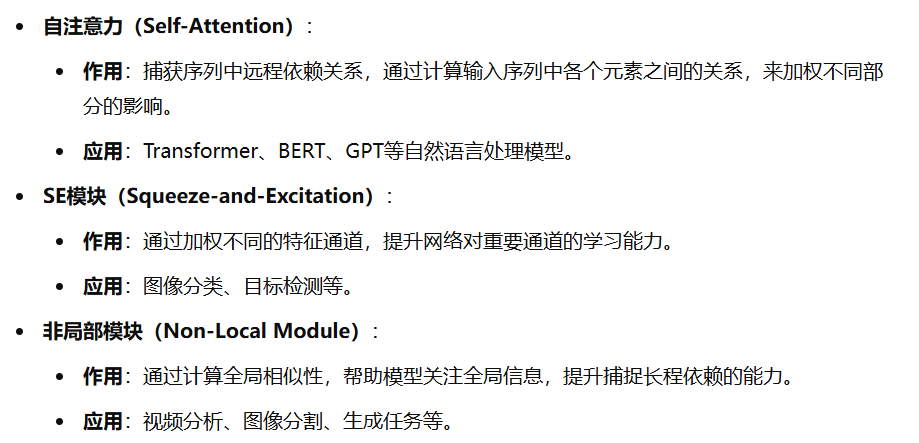 • 自注意力（Self-Attention）：
• 作用：捕获序列中远程依赖关系，通过计算输入序列中各个元素之间的关系，来加权不同部
分的影响。
• 应用：Transformer、BERT、GPT等自然语言处理模型。
• SE模块（Squeeze-and-Excitation）：
• 作用：通过加权不同的特征通道，提升网络对重要通道的学习能力。
• 应用：图像分类、目标检测等。
• 非局部模块（Non-Local Module）：
• 作用：通过计算全局相似性，帮助模型关注全局信息，提升捕捉长程依赖的能力。
• 应用：视频分析、图像分割、生成任务等。